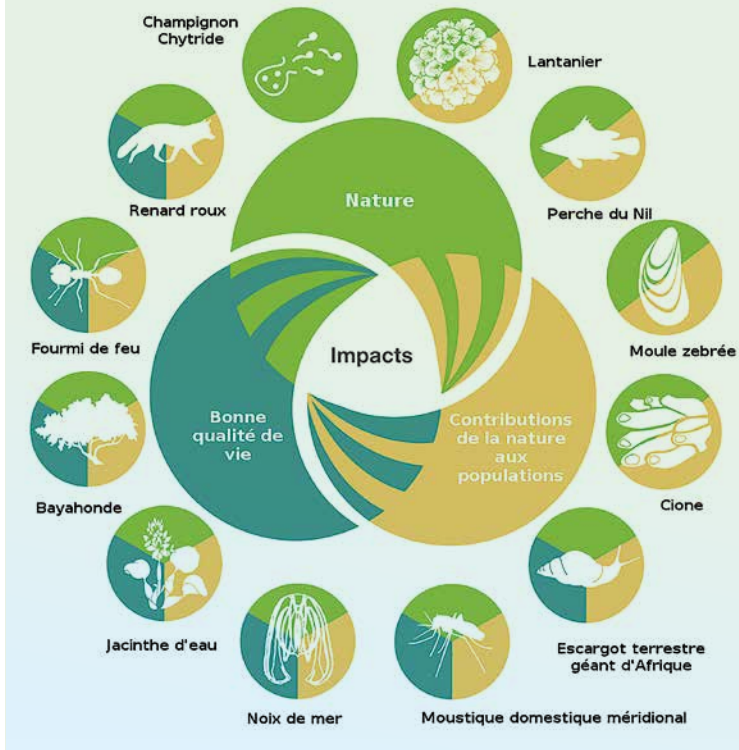 Champignon
Chytride
Lantanier
Renard roux
Nature
Perche du Nil
Fourmi de feu
Impacts
Moule zebrée
Bayahonde
Bonne
qualité de
vie
Contributions
de la nature
aux
populations
Cione
Jacinthe d'eau
Escargot terrestre
géant d'Afrique
Noix de mer
Moustique domestique méridional